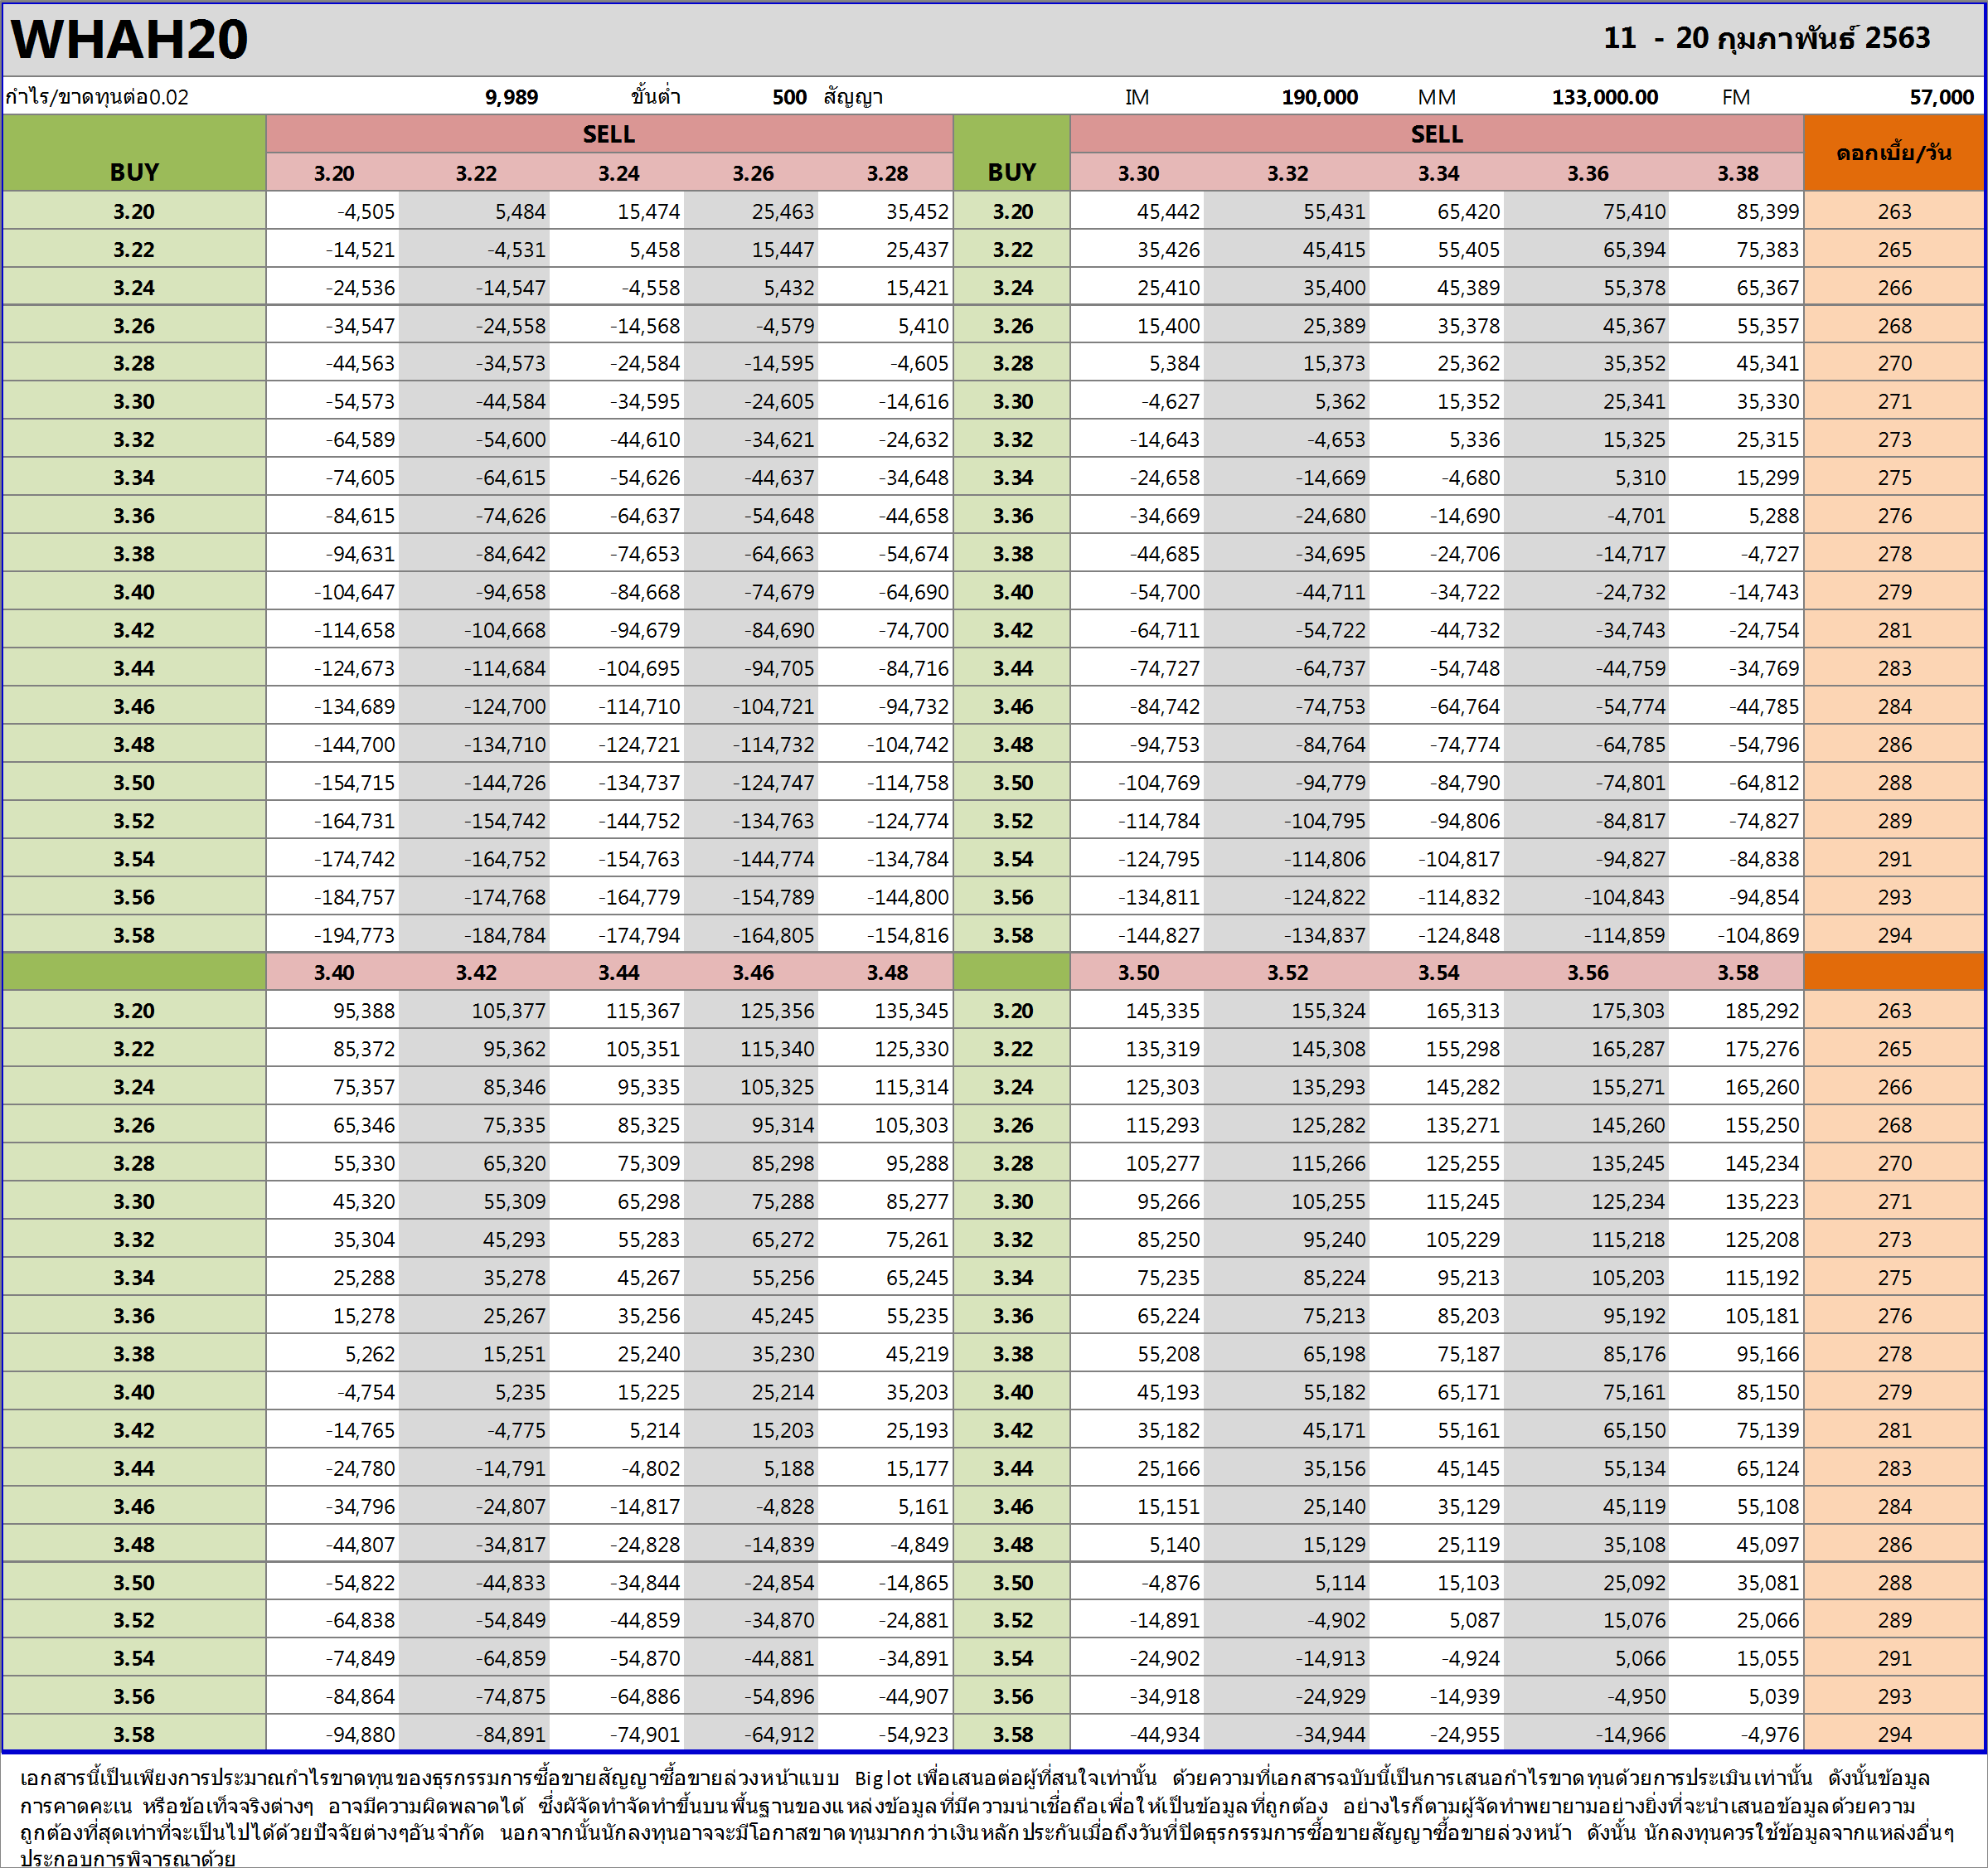 WHAH20 11 - 20 กุมภาพันธ์ 2563
กำไร/ขาดทุนต่อ0.02 9,989 ขั้นต่ำ 500 สัญญา IM 190,000 MM 133,000.00 FM 57,000
SELL SELL
BUY 3.20 3.22 3.24 3.26 3.28 BUY 3.30 3.32 3.34 3.36 3.38 ดอกเบี้ย/วัน
3.20 -4,505 5,484 15,474 25,463 35,452 3.20 45,442 55,431 65,420 75,410 85,399 263
3.22 -14,521 -4,531 5,458 15,447 25,437 3.22 35,426 45,415 55,405 65,394 75,383 265
3.24 -24,536 -14,547 -4,558 5,432 15,421 3.24 25,410 35,400 45,389 55,378 65,367 266
3.26 -34,547 -24,558 -14,568 -4,579 5,410 3.26 15,400 25,389 35,378 45,367 55,357 268
3.28 -44,563 -34,573 -24,584 -14,595 -4,605 3.28 5,384 15,373 25,362 35,352 45,341 270
3.30 -54,573 -44,584 -34,595 -24,605 -14,616 3.30 -4,627 5,362 15,352 25,341 35,330 271
3.32 -64,589 -54,600 -44,610 -34,621 -24,632 3.32 -14,643 -4,653 5,336 15,325 25,315 273
3.34 -74,605 -64,615 -54,626 -44,637 -34,648 3.34 -24,658 -14,669 -4,680 5,310 15,299 275
3.36 -84,615 -74,626 -64,637 -54,648 -44,658 3.36 -34,669 -24,680 -14,690 -4,701 5,288 276
3.38 -94,631 -84,642 -74,653 -64,663 -54,674 3.38 -44,685 -34,695 -24,706 -14,717 -4,727 278
3.40 -104,647 -94,658 -84,668 -74,679 -64,690 3.40 -54,700 -44,711 -34,722 -24,732 -14,743 279
3.42 -114,658 -104,668 -94,679 -84,690 -74,700 3.42 -64,711 -54,722 -44,732 -34,743 -24,754 281
3.44 -124,673 -114,684 -104,695 -94,705 -84,716 3.44 -74,727 -64,737 -54,748 -44,759 -34,769 283
3.46 -134,689 -124,700 -114,710 -104,721 -94,732 3.46 -84,742 -74,753 -64,764 -54,774 -44,785 284
3.48 -144,700 -134,710 -124,721 -114,732 -104,742 3.48 -94,753 -84,764 -74,774 -64,785 -54,796 286
3.50 -154,715 -144,726 -134,737 -124,747 -114,758 3.50 -104,769 -94,779 -84,790 -74,801 -64,812 288
3.52 -164,731 -154,742 -144,752 -134,763 -124,774 3.52 -114,784 -104,795 -94,806 -84,817 -74,827 289
3.54 -174,742 -164,752 -154,763 -144,774 -134,784 3.54 -124,795 -114,806 -104,817 -94,827 -84,838 291
3.56 -184,757 -174,768 -164,779 -154,789 -144,800 3.56 -134,811 -124,822 -114,832 -104,843 -94,854 293
3.58 -194,773 -184,784 -174,794 -164,805 -154,816 3.58 -144,827 -134,837 -124,848 -114,859 -104,869 294
3.40 3.42 3.44 3.46 3.48 3.50 3.52 3.54 3.56 3.58
3.20 95,388 105,377 115,367 125,356 135,345 3.20 145,335 155,324 165,313 175,303 185,292 263
3.22 85,372 95,362 105,351 115,340 125,330 3.22 135,319 145,308 155,298 165,287 175,276 265
3.24 75,357 85,346 95,335 105,325 115,314 3.24 125,303 135,293 145,282 155,271 165,260 266
3.26 65,346 75,335 85,325 95,314 105,303 3.26 115,293 125,282 135,271 145,260 155,250 268
3.28 55,330 65,320 75,309 85,298 95,288 3.28 105,277 115,266 125,255 135,245 145,234 270
3.30 45,320 55,309 65,298 75,288 85,277 3.30 95,266 105,255 115,245 125,234 135,223 271
3.32 35,304 45,293 55,283 65,272 75,261 3.32 85,250 95,240 105,229 115,218 125,208 273
3.34 25,288 35,278 45,267 55,256 65,245 3.34 75,235 85,224 95,213 105,203 115,192 275
3.36 15,278 25,267 35,256 45,245 55,235 3.36 65,224 75,213 85,203 95,192 105,181 276
3.38 5,262 15,251 25,240 35,230 45,219 3.38 55,208 65,198 75,187 85,176 95,166 278
3.40 -4,754 5,235 15,225 25,214 35,203 3.40 45,193 55,182 65,171 75,161 85,150 279
3.42 -14,765 -4,775 5,214 15,203 25,193 3.42 35,182 45,171 55,161 65,150 75,139 281
3.44 -24,780 -14,791 -4,802 5,188 15,177 3.44 25,166 35,156 45,145 55,134 65,124 283
3.46 -34,796 -24,807 -14,817 -4,828 5,161 3.46 15,151 25,140 35,129 45,119 55,108 284
3.48 -44,807 -34,817 -24,828 -14,839 -4,849 3.48 5,140 15,129 25,119 35,108 45,097 286
3.50 -54,822 -44,833 -34,844 -24,854 -14,865 3.50 -4,876 5,114 15,103 25,092 35,081 288
3.52 -64,838 -54,849 -44,859 -34,870 -24,881 3.52 -14,891 -4,902 5,087 15,076 25,066 289
3.54 -74,849 -64,859 -54,870 -44,881 -34,891 3.54 -24,902 -14,913 -4,924 5,066 15,055 291
3.56 -84,864 -74,875 -64,886 -54,896 -44,907 3.56 -34,918 -24,929 -14,939 -4,950 5,039 293
3.58 -94,880 -84,891 -74,901 -64,912 -54,923 3.58 -44,934 -34,944 -24,955 -14,966 -4,976 294
เอกสารนี้เป็นเพียงการประมาณกำไรขาดทุนของธุรกรรมการซื้อขายสัญญาซื้อขายล่วงหน้าแบบ Big lot เพื่อเสนอต่อผู้ที่สนใจเท่านั้น ด้วยความที่เอกสารฉบับนี้เป็นการเสนอกำไรขาดทุนด้วยการประเมินเท่านั้น ดังนั้นข้อมูล
การคาดคะเน หรือข้อเท็จจริงต่างๆ อาจมีความผิดพลาดได้ ซึ่งผัจัดทำจัดทำขึ้นบนพื้นฐานของแหล่งข้อมูลที่มีความน่าเชื่อถือเพื่อให้เป็นข้อมูลที่ถูกต้อง อย่างไรก็ตามผู้จัดทำพยายามอย่างยิ่งที่จะนำเสนอข้อมูลด้วยความ
ถูกต้องที่สุดเท่าที่จะเป็นไปได้ด้วยปัจจัยต่างๆอันจำกัด นอกจากนั้นนักลงทุนอาจจะมีโอกาสขาดทุนมากกว่าเงินหลักประกันเมื่อถึงวันที่ปิดธุรกรรมการซื้อขายสัญญาซื้อขายล่วงหน้า ดังนั้น นักลงทุนควรใช้ข้อมูลจากแหล่งอื่นๆ
ประกอบการพิจารณาด้วย